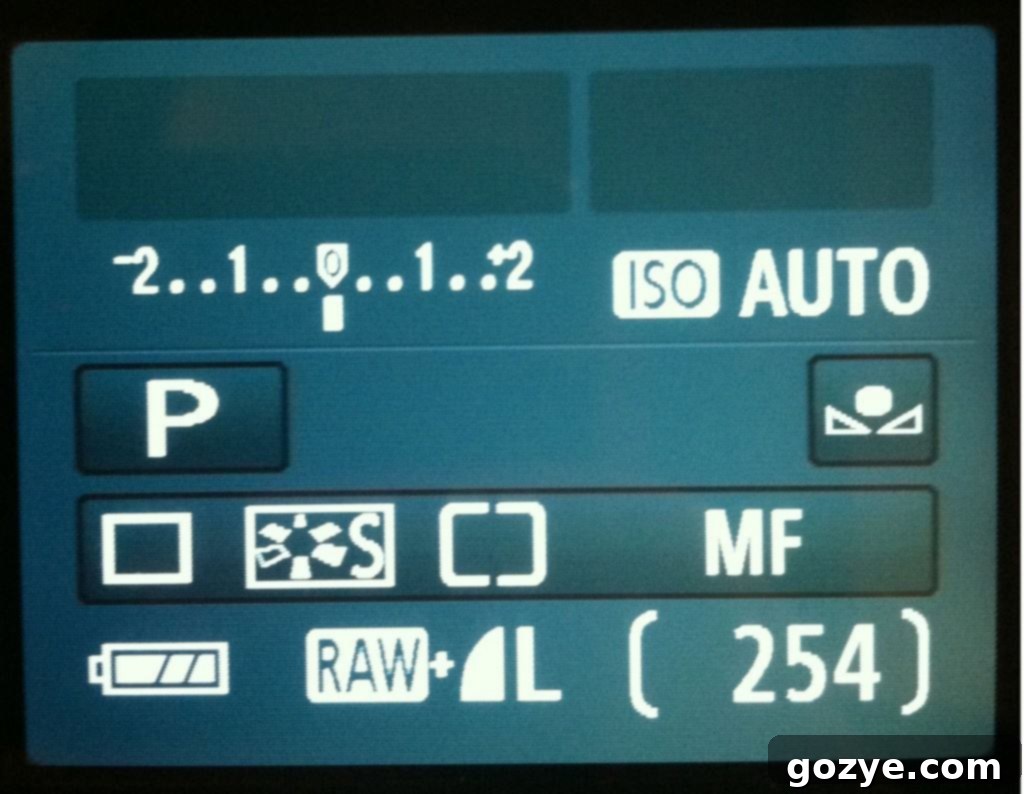 -2..1..0..1..+2
ISO AUTO
P
S
MF
RAW+L
( 254)
gozye.com